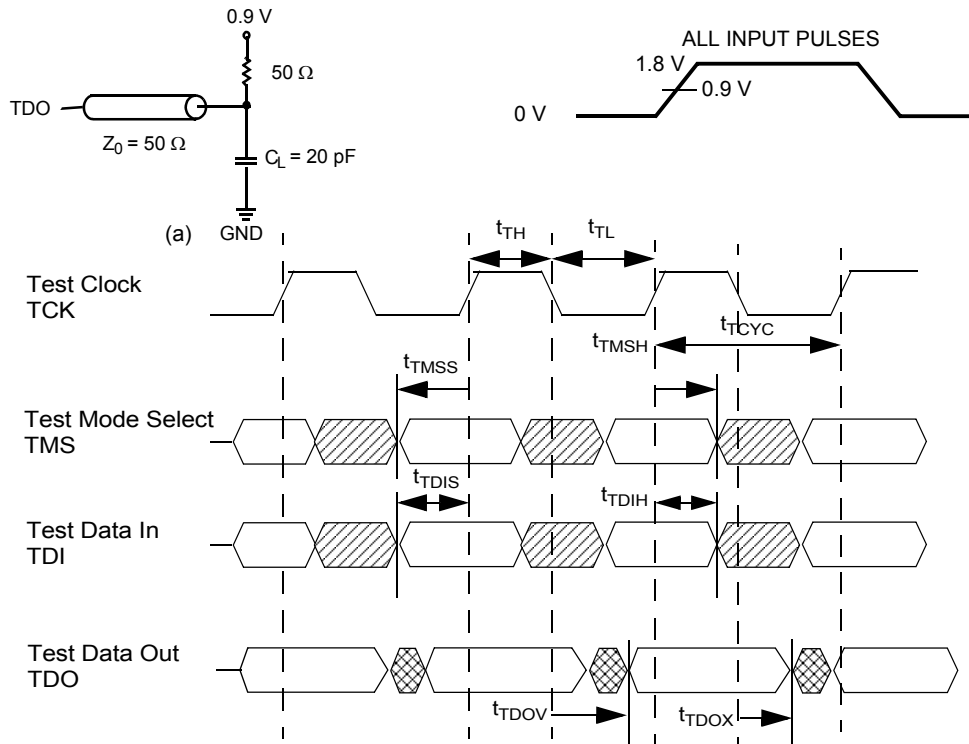 0.9 V
50 Ω
TDO
Z0 = 50 Ω
CL = 20 pF
(a) GND
ALL INPUT PULSES
1.8 V
0.9 V
0 V
tTH
tTL
Test Clock
TCK
tTMSH
tTCYC
tTMSS
Test Mode Select
TMS
tTDIS
tTDIH
Test Data In
TDI
Test Data Out
TDO
tTDOV
tTDOX